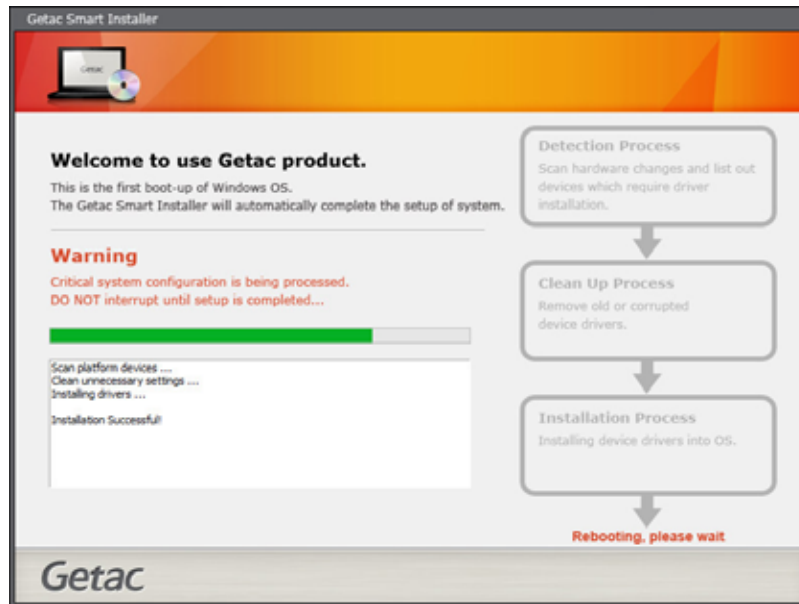 Getac Smart Installer
Getac
Welcome to use Getac product.
This is the first boot-up of Windows OS.
The Getac Smart Installer will automatically complete the setup of system.
Warning
Critical system configuration is being processed.
DO NOT interrupt until setup is completed...
Scan platform devices ...
Clean unnecessary settings ...
Installing drivers ...
Installation Successful!
Detection Process
Scan hardware changes and list out
devices which require driver
installation.
Clean Up Process
Remove old or corrupted
device drivers.
Installation Process
Installing device drivers into OS.
Rebooting, please wait
Getac